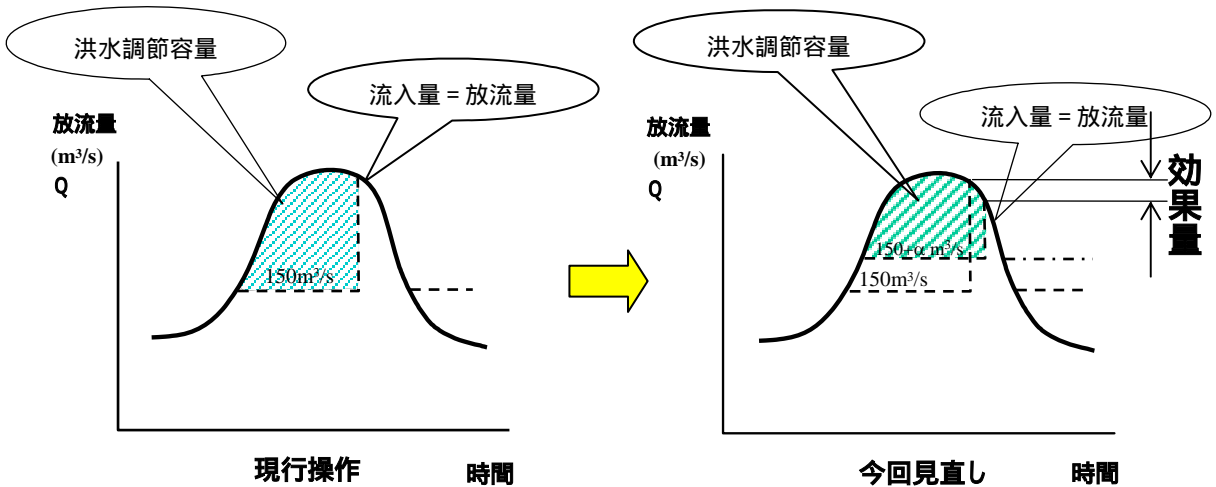 洪水調節容量
流入量 = 放流量
放流量
(m³/s)
Q
150m³/s
現行操作
時間
洪水調節容量
流入量 = 放流量
放流量
(m³/s)
Q
効果量
150+α m³/s
150m³/s
今回見直し
時間